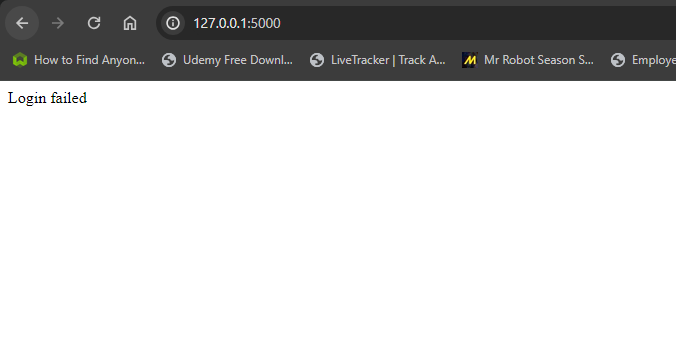 127.0.0.1:5000
How to Find Anyon...
Udemy Free Downl...
LiveTracker | Track A...
Mr Robot Season S...
Employe
Login failed